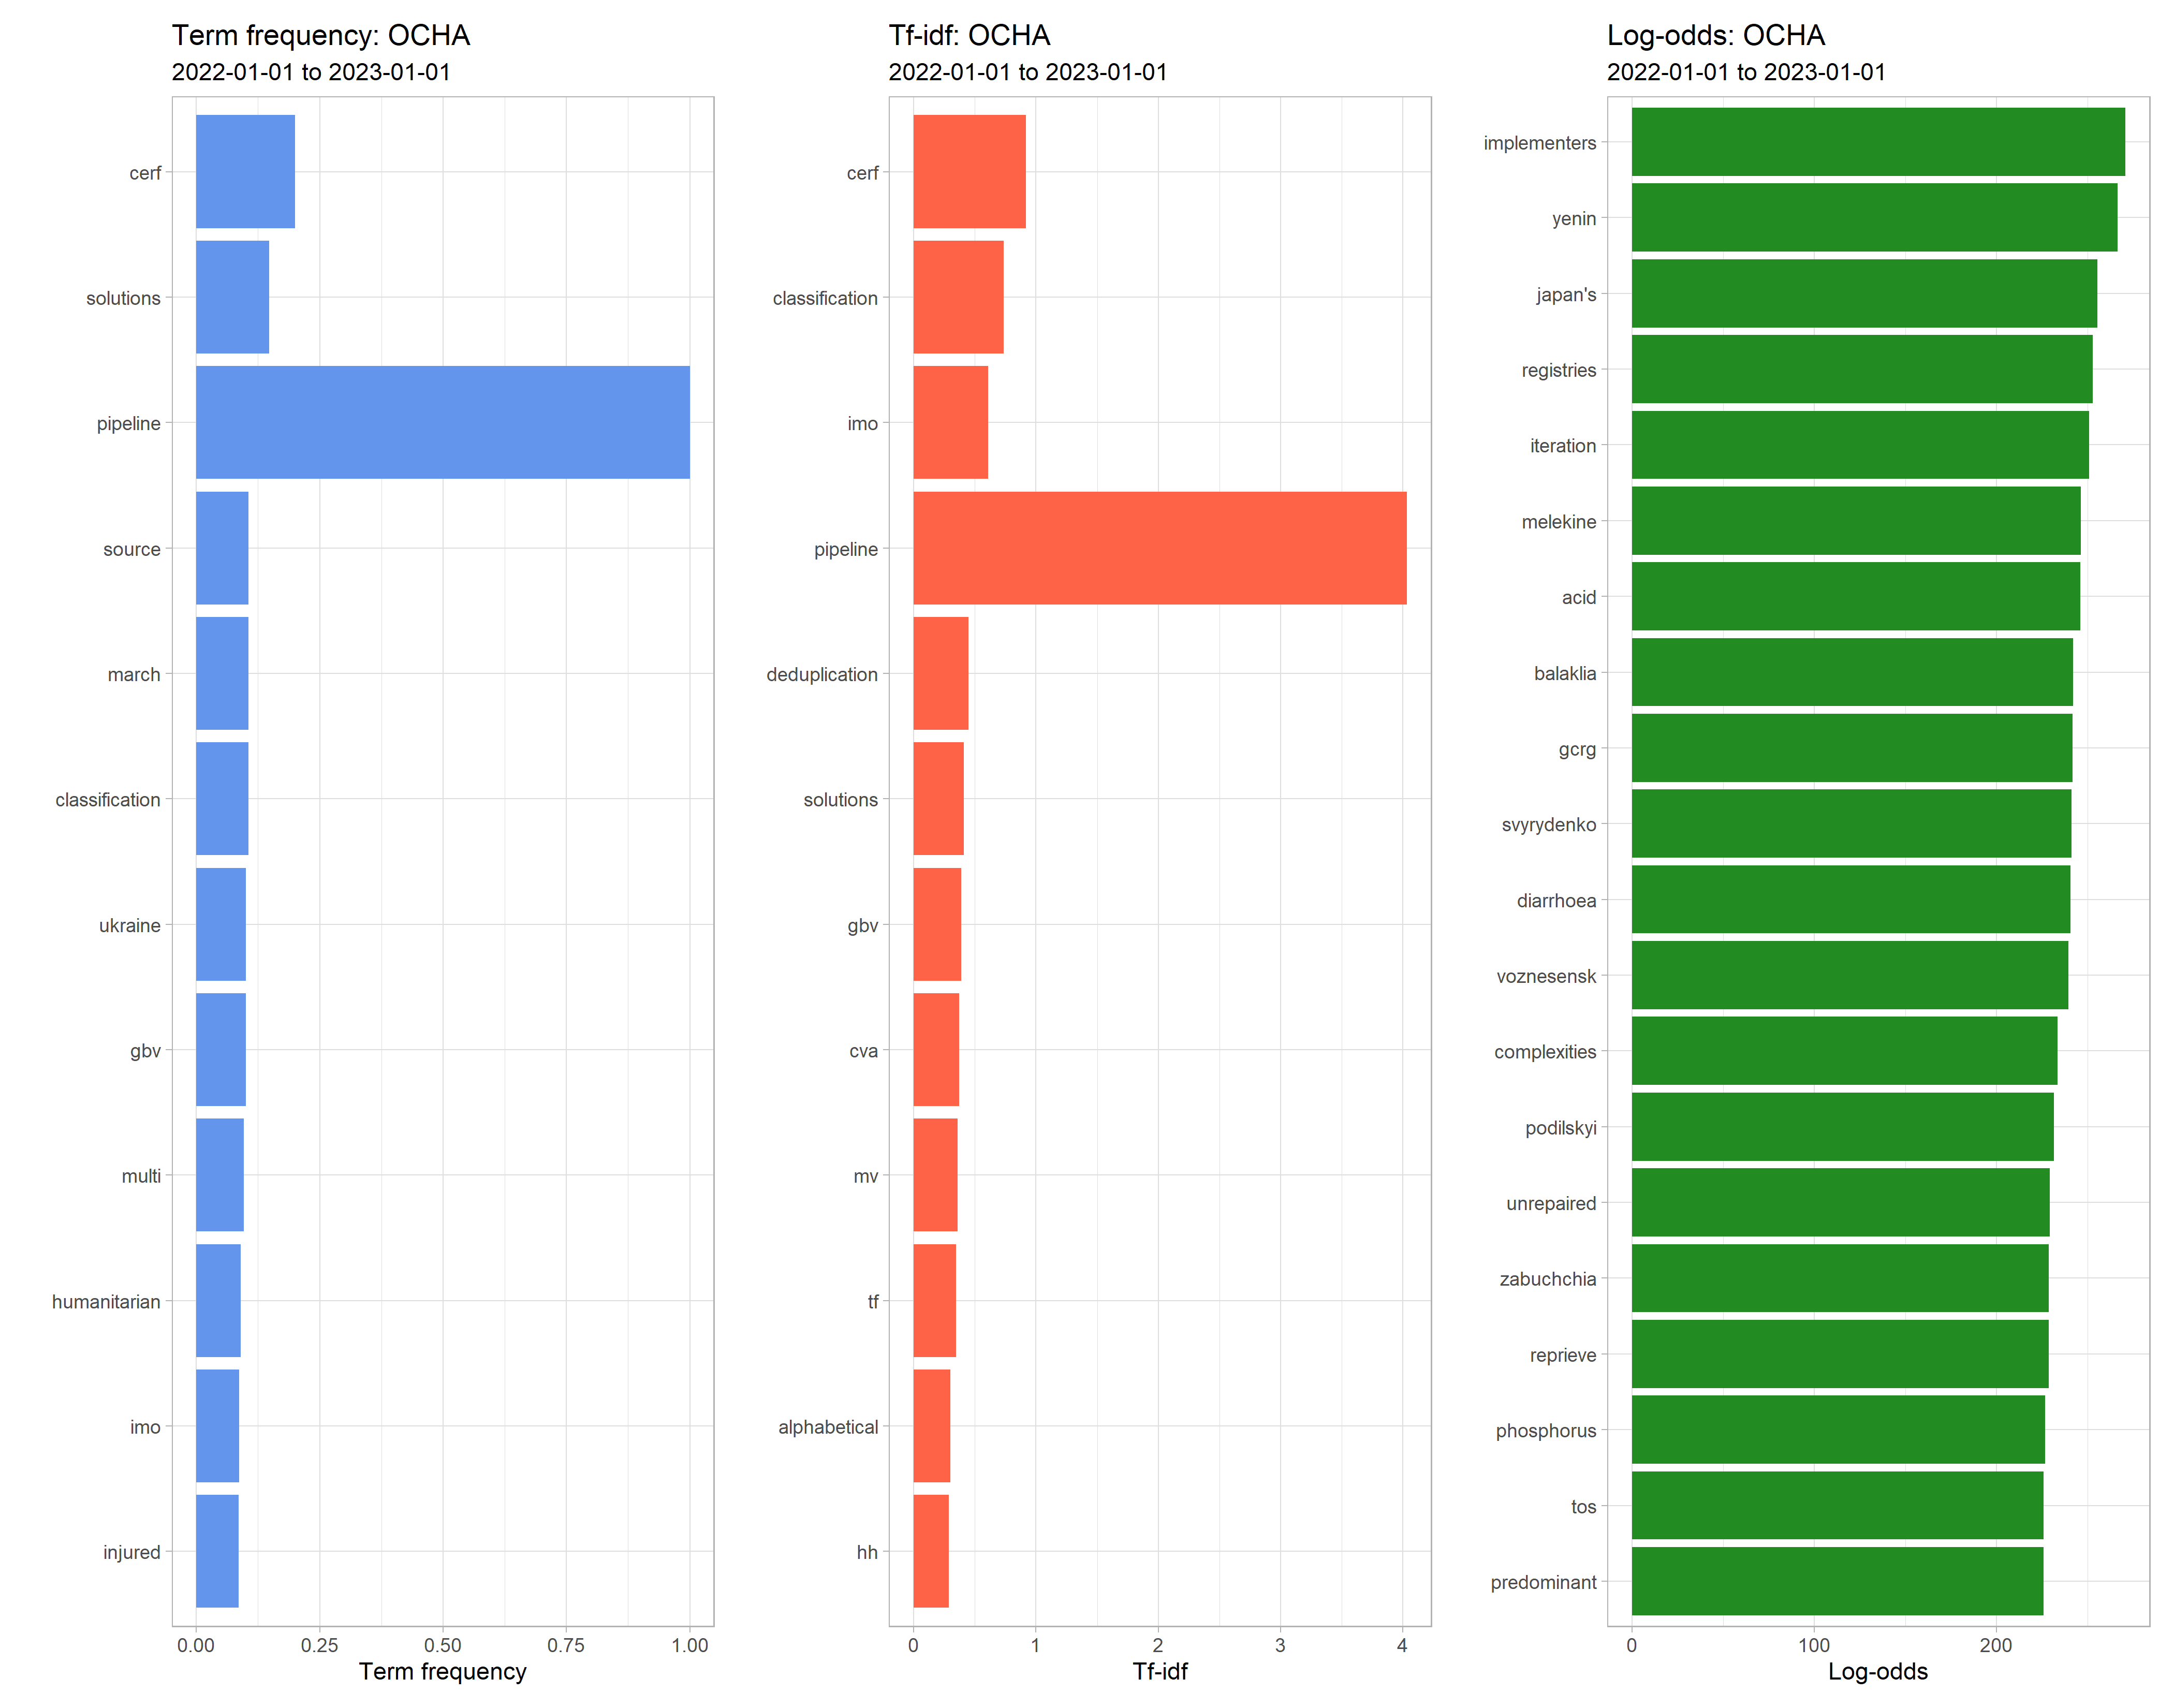 Term frequency: OCHA
2022-01-01 to 2023-01-01
cerf
solutions
pipeline
source
march
classification
ukraine
gbv
multi
humanitarian
imo
injured
0.00 0.25 0.50 0.75 1.00
Term frequency
Tf-idf: OCHA
2022-01-01 to 2023-01-01
cerf
classification
imo
pipeline
deduplication
solutions
gbv
cva
mv
tf
alphabetical
hh
0 1 2 3 4
Tf-idf
Log-odds: OCHA
2022-01-01 to 2023-01-01
implementers
yenin
japan's
registries
iteration
melekine
acid
balaklia
gcrg
svyrydenko
diarrhoea
voznesensk
complexities
podilskyi
unrepaired
zabuchchia
reprieve
phosphorus
tos
predominant
0 100 200
Log-odds